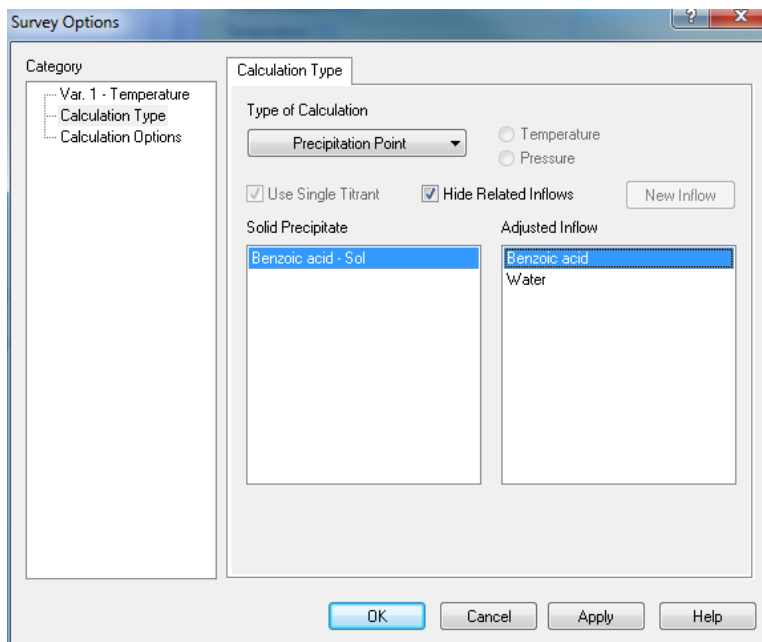 Survey Options
?
X
Category
Var. 1 - Temperature
Calculation Type
Calculation Options
Calculation Type
Type of Calculation
Precipitation Point
Temperature
Pressure
Use Single Titrant
Hide Related Inflows
New Inflow
Solid Precipitate
Benzoic acid - Sol
Adjusted Inflow
Benzoic acid
Water
OK
Cancel
Apply
Help